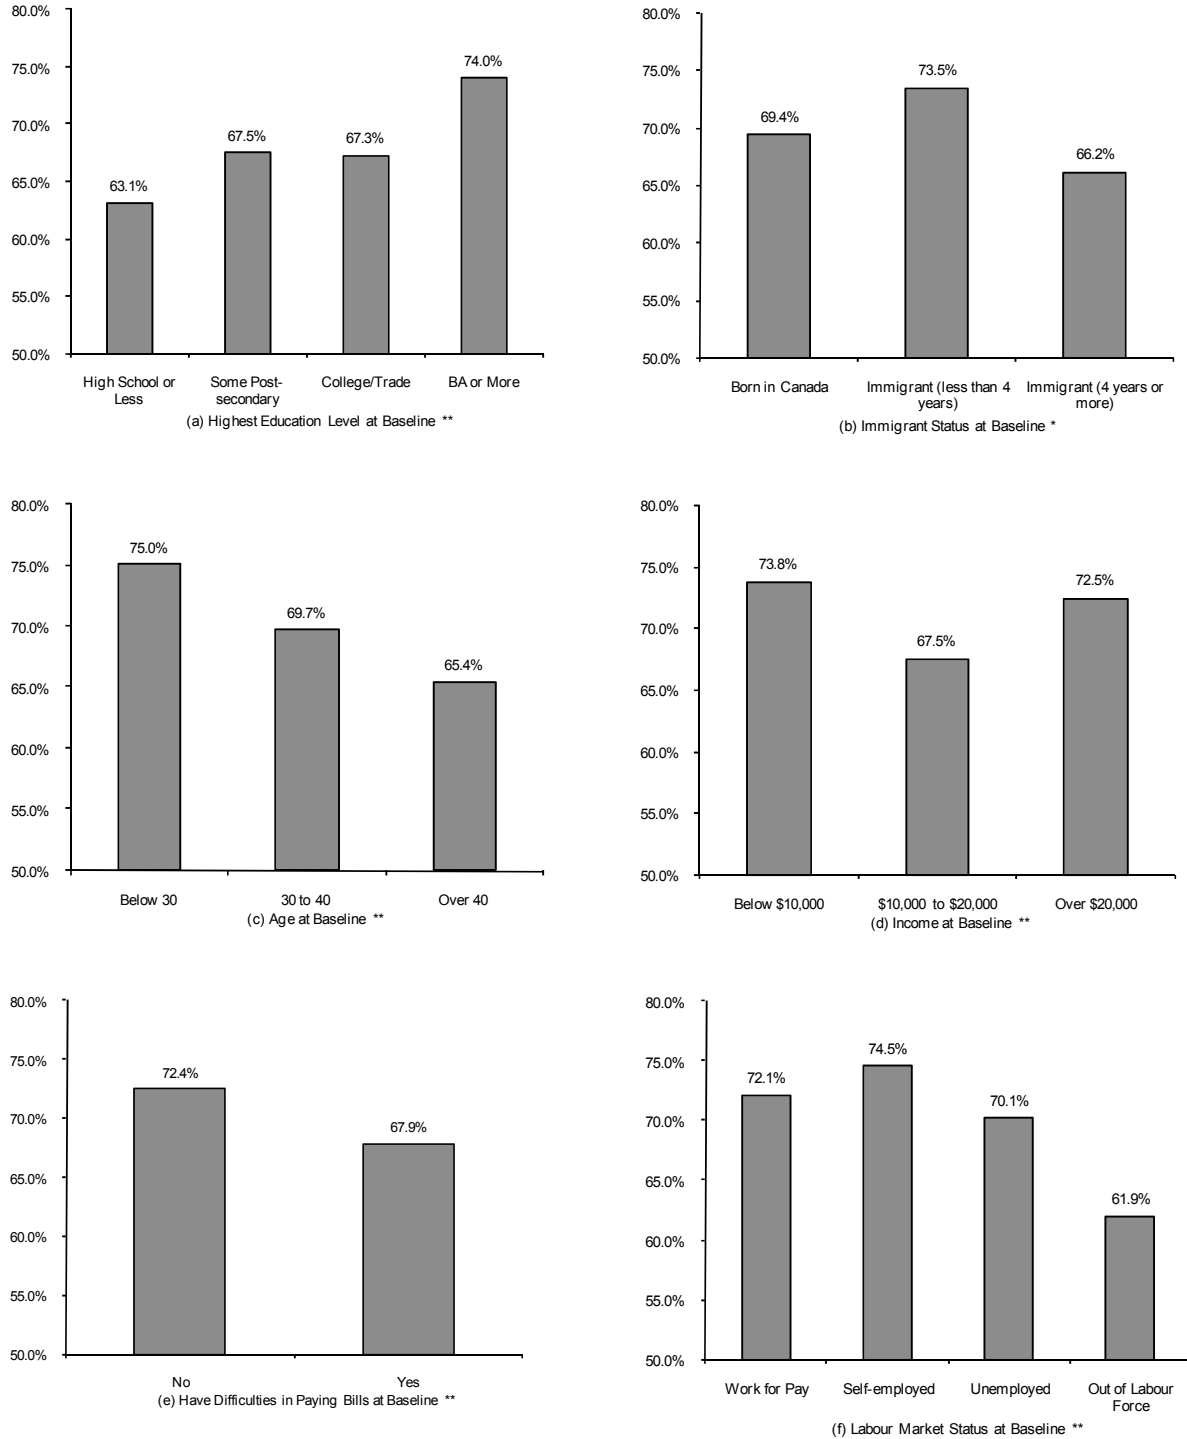 80.0%
75.0%
70.0%
65.0%
60.0%
55.0%
50.0%
63.1%
67.5%
67.3%
74.0%
High School or
Less
Some Post-
secondary
College/Trade
BA or More
(a) Highest Education Level at Baseline **
80.0%
75.0%
70.0%
65.0%
60.0%
55.0%
50.0%
69.4%
73.5%
66.2%
Born in Canada
Immigrant (less than 4
years)
Immigrant (4 years or
more)
(b) Immigrant Status at Baseline *
80.0%
75.0%
70.0%
65.0%
60.0%
55.0%
50.0%
75.0%
69.7%
65.4%
Below 30
30 to 40
Over 40
(c) Age at Baseline **
80.0%
75.0%
70.0%
65.0%
60.0%
55.0%
50.0%
73.8%
67.5%
72.5%
Below $10,000
$10,000 to $20,000
Over $20,000
(d) Income at Baseline **
80.0%
75.0%
70.0%
65.0%
60.0%
55.0%
50.0%
72.4%
67.9%
No
Yes
(e) Have Difficulties in Paying Bills at Baseline **
80.0%
75.0%
70.0%
65.0%
60.0%
55.0%
50.0%
72.1%
74.5%
70.1%
61.9%
Work for Pay
Self-employed
Unemployed
Out of Labour
Force
(f) Labour Market Status at Baseline **